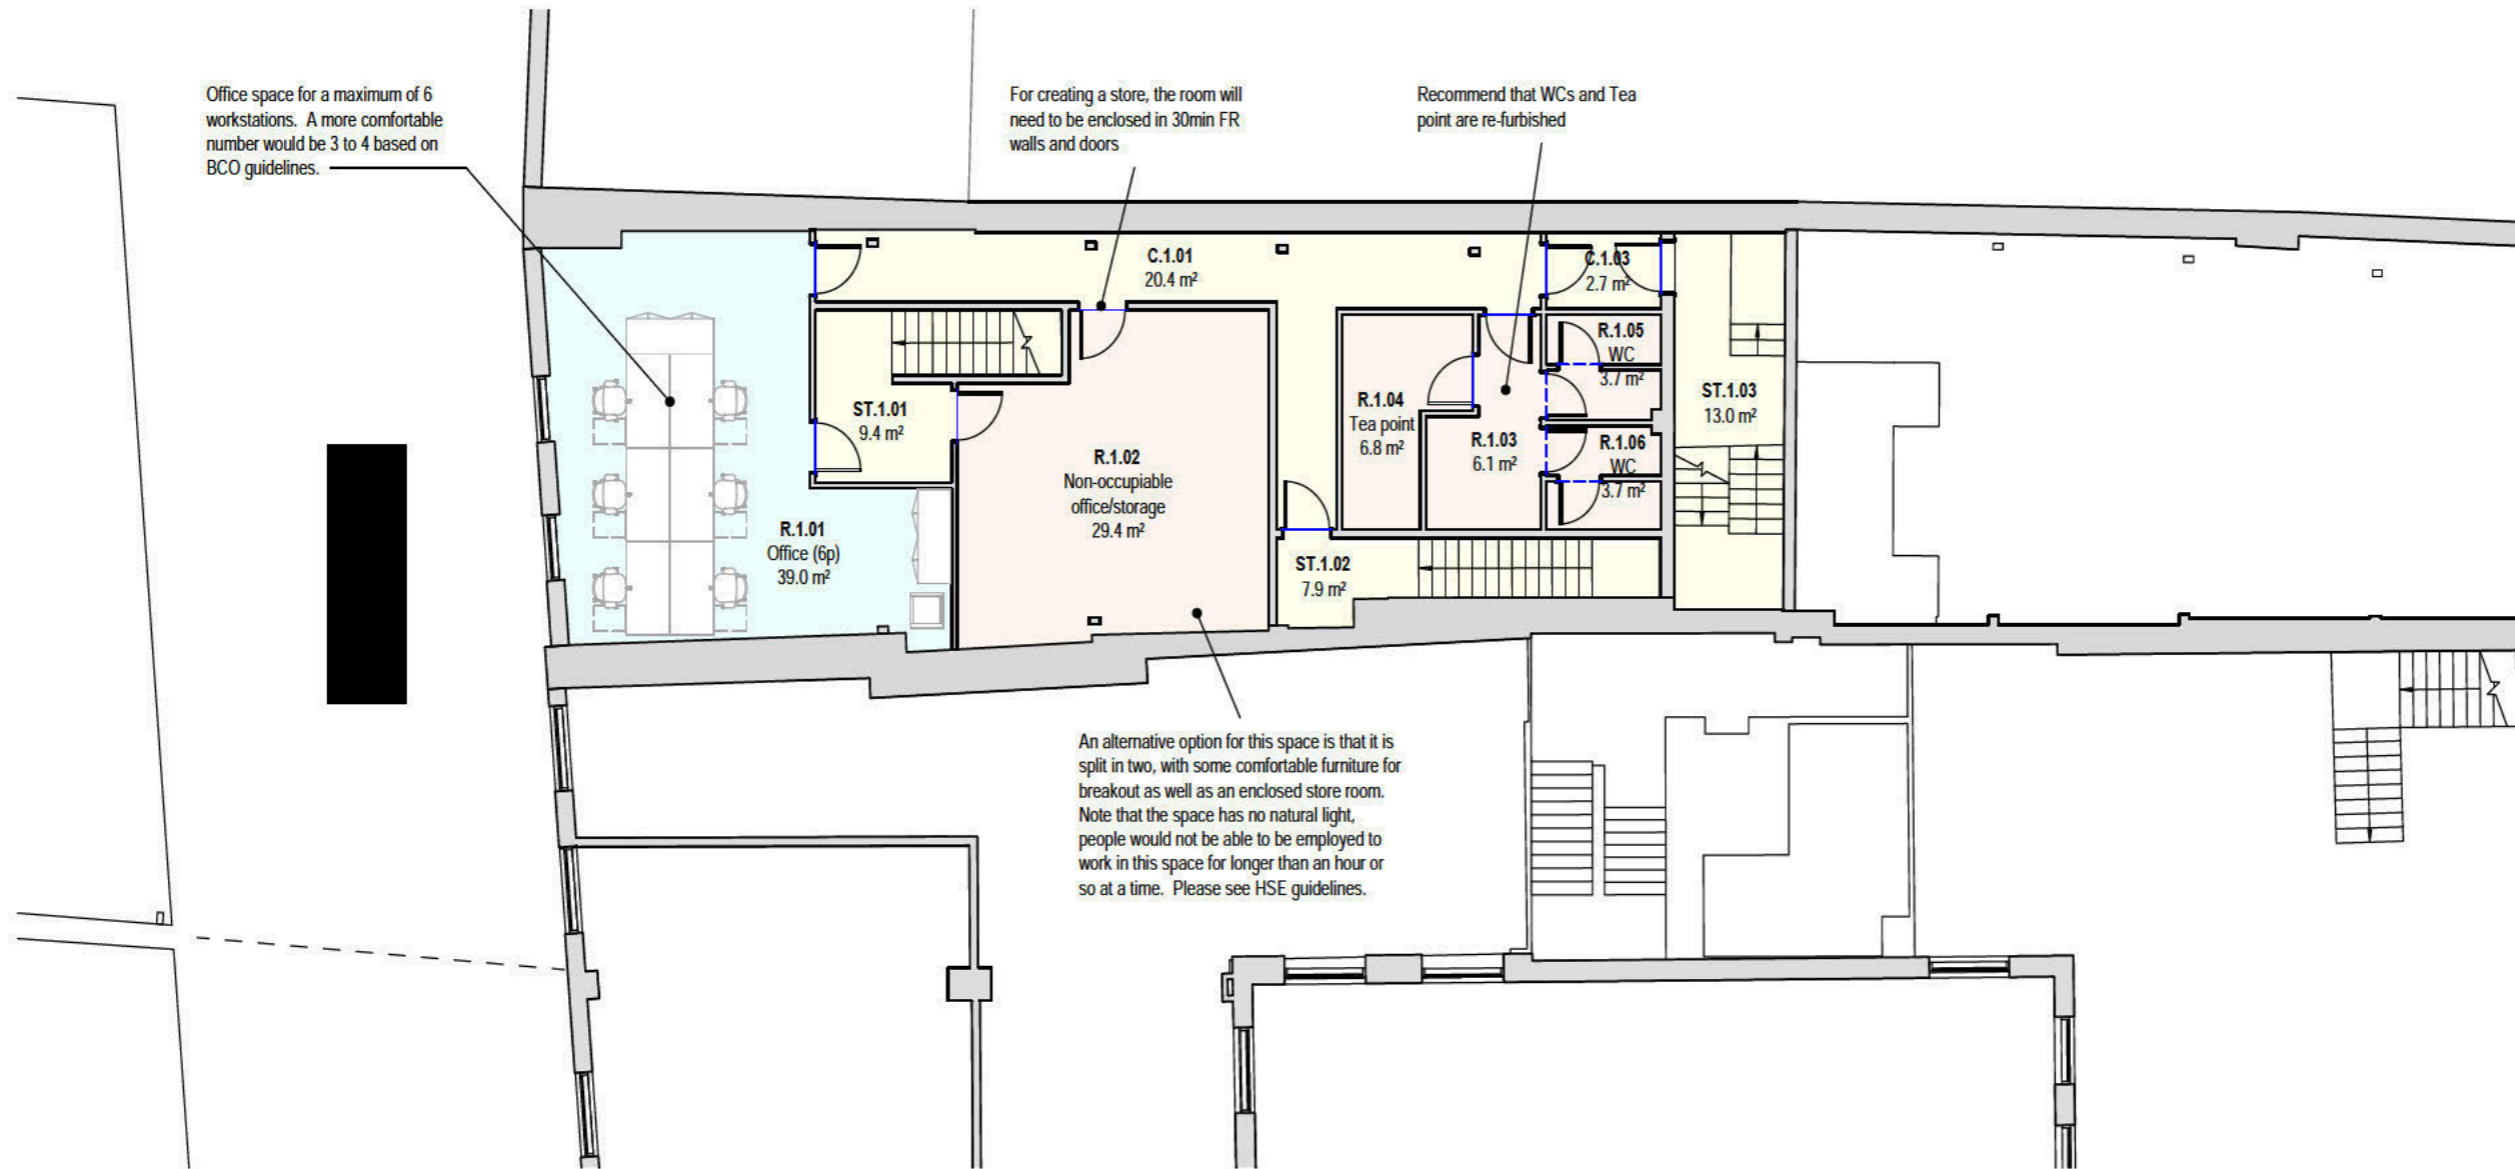 Office space for a maximum of 6
workstations. A more comfortable
number would be 3 to 4 based on
BCO guidelines.
For creating a store, the room will
need to be enclosed in 30min FR
walls and doors
Recommend that WCs and Tea
point are re-furbished
C.1.01
20.4 m²
C.1.03
2.7 m²
R.1.05
WC
3.7 m²
ST.1.03
13.0 m²
ST.1.01
9.4 m²
R.1.04
Tea point
6.8 m²
R.1.03
6.1 m²
R.1.06
WC
3.7 m²
R.1.02
Non-occupiable
office/storage
29.4 m²
R.1.01
Office (6p)
39.0 m²
ST.1.02
7.9 m²
An alternative option for this space is that it is
split in two, with some comfortable furniture for
breakout as well as an enclosed store room.
Note that the space has no natural light,
people would not be able to be employed to
work in this space for longer than an hour or
so at a time. Please see HSE guidelines.